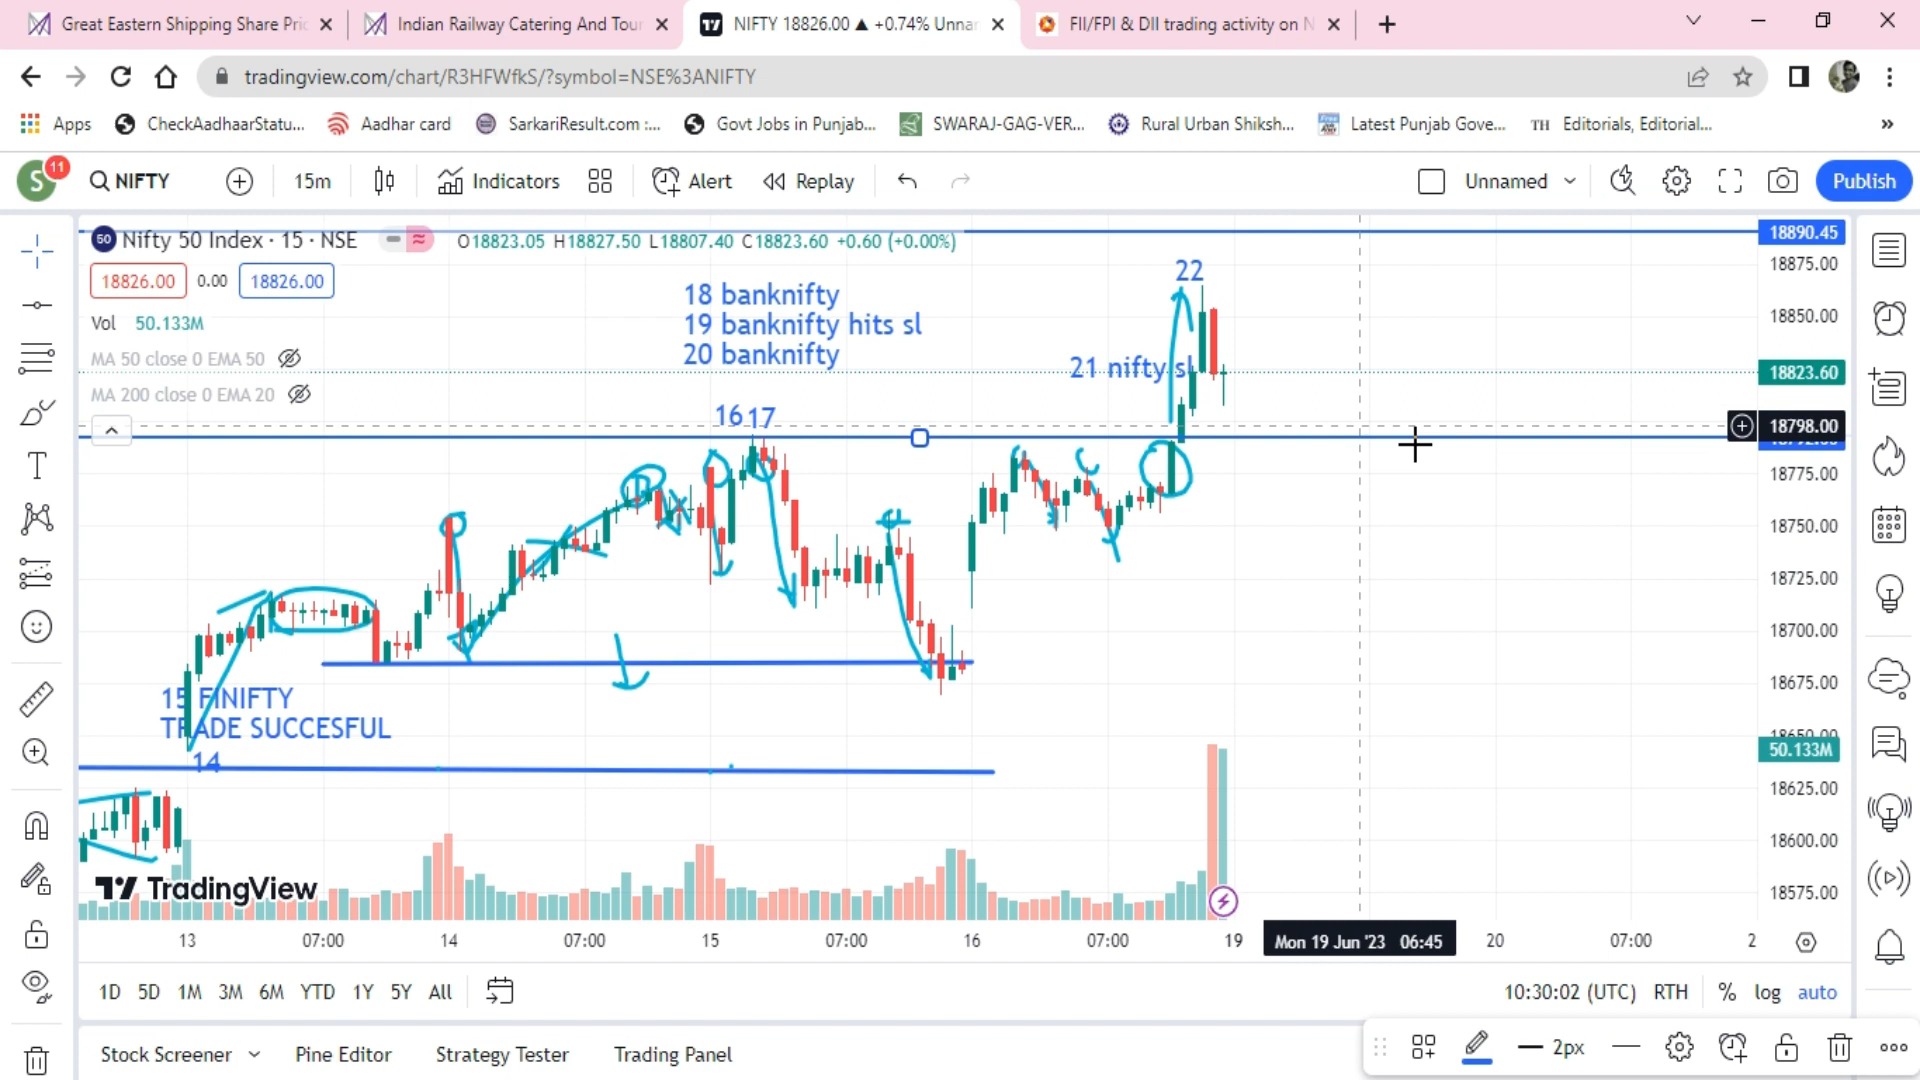 Great Eastern Shipping Share Pri
Indian Railway Catering And Tour
NIFTY 18826.00 ▲ +0.74% Unnar
FII/FPI & DII trading activity on N
tradingview.com/chart/R3HFWfkS/?symbol=NSE%3ANIFTY
Apps
CheckAadhaarStatu...
Aadhar card
SarkariResult.com :...
Govt Jobs in Punjab...
SWARAJ-GAG-VER...
Rural Urban Shiksh...
Latest Punjab Gove...
TH Editorials, Editorial...
S 11
NIFTY
15m
Indicators
Alert
Replay
Unnamed
Publish
50 Nifty 50 Index · 15 · NSE
O18823.05 H18827.50 L18807.40 C18823.60 +0.60 (+0.00%)
18826.00 0.00 18826.00
Vol 50.133M
MA 50 close 0 EMA 50
MA 200 close 0 EMA 20
18 banknifty
19 banknifty hits sl
20 banknifty
22
21 nifty sl
16 17
15 FINIFTY
TRADE SUCCESFUL
14
TradingView
18890.45
18875.00
18850.00
18823.60
18798.00
18775.00
18750.00
18725.00
18700.00
18675.00
18650.00
50.133M
18625.00
18600.00
18575.00
13 07:00 14 07:00 15 07:00 16 07:00 19 Mon 19 Jun '23 06:45 20 07:00 2
1D 5D 1M 3M 6M YTD 1Y 5Y All
10:30:02 (UTC) RTH % log auto
Stock Screener Pine Editor Strategy Tester Trading Panel
2px